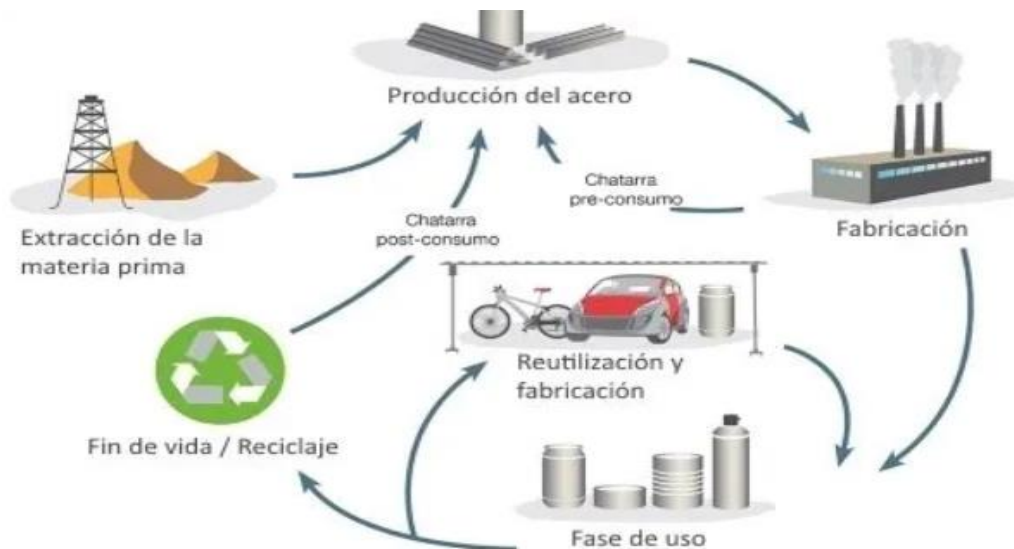 Producción del acero
Chatarra
pre-consumo
Fabricación
Chatarra
post-consumo
Extracción de la
materia prima
Reutilización y
fabricación
Fin de vida / Reciclaje
Fase de uso